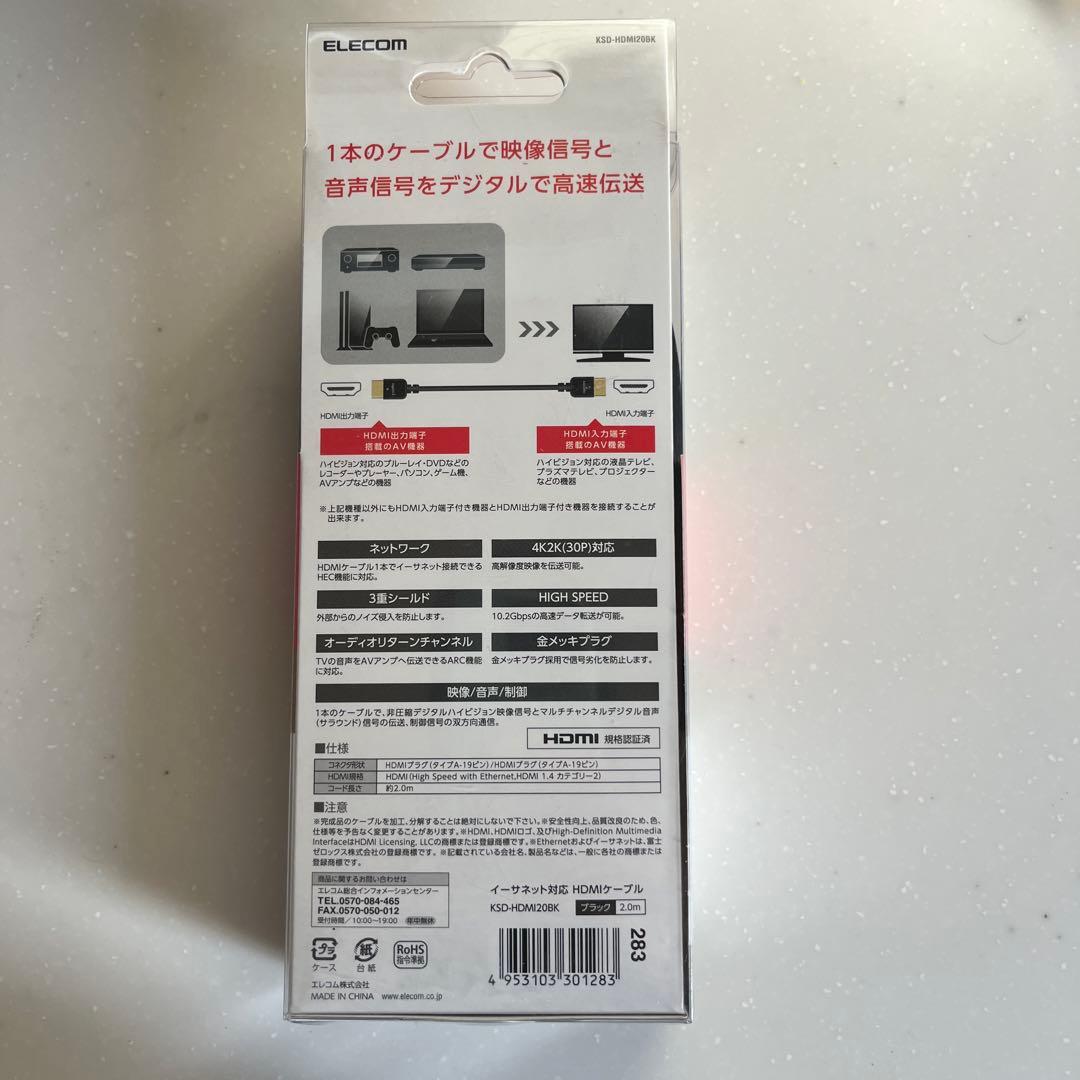 ELECOM
KSD-HDMI20BK
1本のケーブルで映像信号と
音声信号をデジタルで高速伝送
HDMI出力端子
HDMI入力端子
HDMI出力端子
搭載のAV機器
HDMI入力端子
搭載のAV機器
ハイビジョン対応のブルーレイ・DVDなどの
レコーダーやプレーヤー、パソコン、ゲーム機、
AVアンプなどの機器
ハイビジョン対応の液晶テレビ、
プラズマテレビ、プロジェクター
などの機器
※上記機種以外にもHDMI入力端子付き機器とHDMI出力端子付き機器を接続することが
出来ます。
ネットワーク
HDMIケーブル1本でイーサネット接続できる
HEC機能に対応。
4K2K(30P)対応
高解像度映像を伝送可能。
3重シールド
外部からのノイズ侵入を防止します。
HIGH SPEED
10.2Gbpsの高速データ転送が可能。
オーディオリターンチャンネル
TVの音声をAVアンプへ伝送できるARC機能
に対応。
金メッキプラグ
金メッキプラグ採用で信号劣化を防止します。
映像/音声/制御
1本のケーブルで、非圧縮デジタルハイビジョン映像信号とマルチチャンネルデジタル音声
(サラウンド)信号の伝送、制御信号の双方向通信。
HDMI 規格認証済
■仕様
コネクタ形状 HDMIプラグ(タイプA-19ピン)/HDMIプラグ(タイプA-19ピン)
HDMI規格 HDMI(High Speed with Ethernet,HDMI 1.4 カテゴリー2)
コード長さ 約2.0m
■注意
※完成品のケーブルを加工、分解することは絶対にしないで下さい。※安全性向上、品質改良のため、色、
仕様等を予告なく変更することがあります。※HDMI、HDMIロゴ、及びHigh-Definition Multimedia
InterfaceはHDMI Licensing, LLCの商標または登録商標です。※Ethernetおよびイーサネットは、富士
ゼロックス株式会社の登録商標です。 ※記載されている会社名、製品名などは、一般に各社の商標または
登録商標です。
商品に関するお問い合わせは
エレコム総合インフォメーションセンター
TEL.0570-084-465
FAX.0570-050-012
受付時間/10:00~19:00 年中無休
イーサネット対応 HDMIケーブル
KSD-HDMI20BK ブラック 2.0m
プラ
ケース
紙
台紙
RoHS
指令準拠
283
4 953103 301283
エレコム株式会社
MADE IN CHINA www.elecom.co.jp